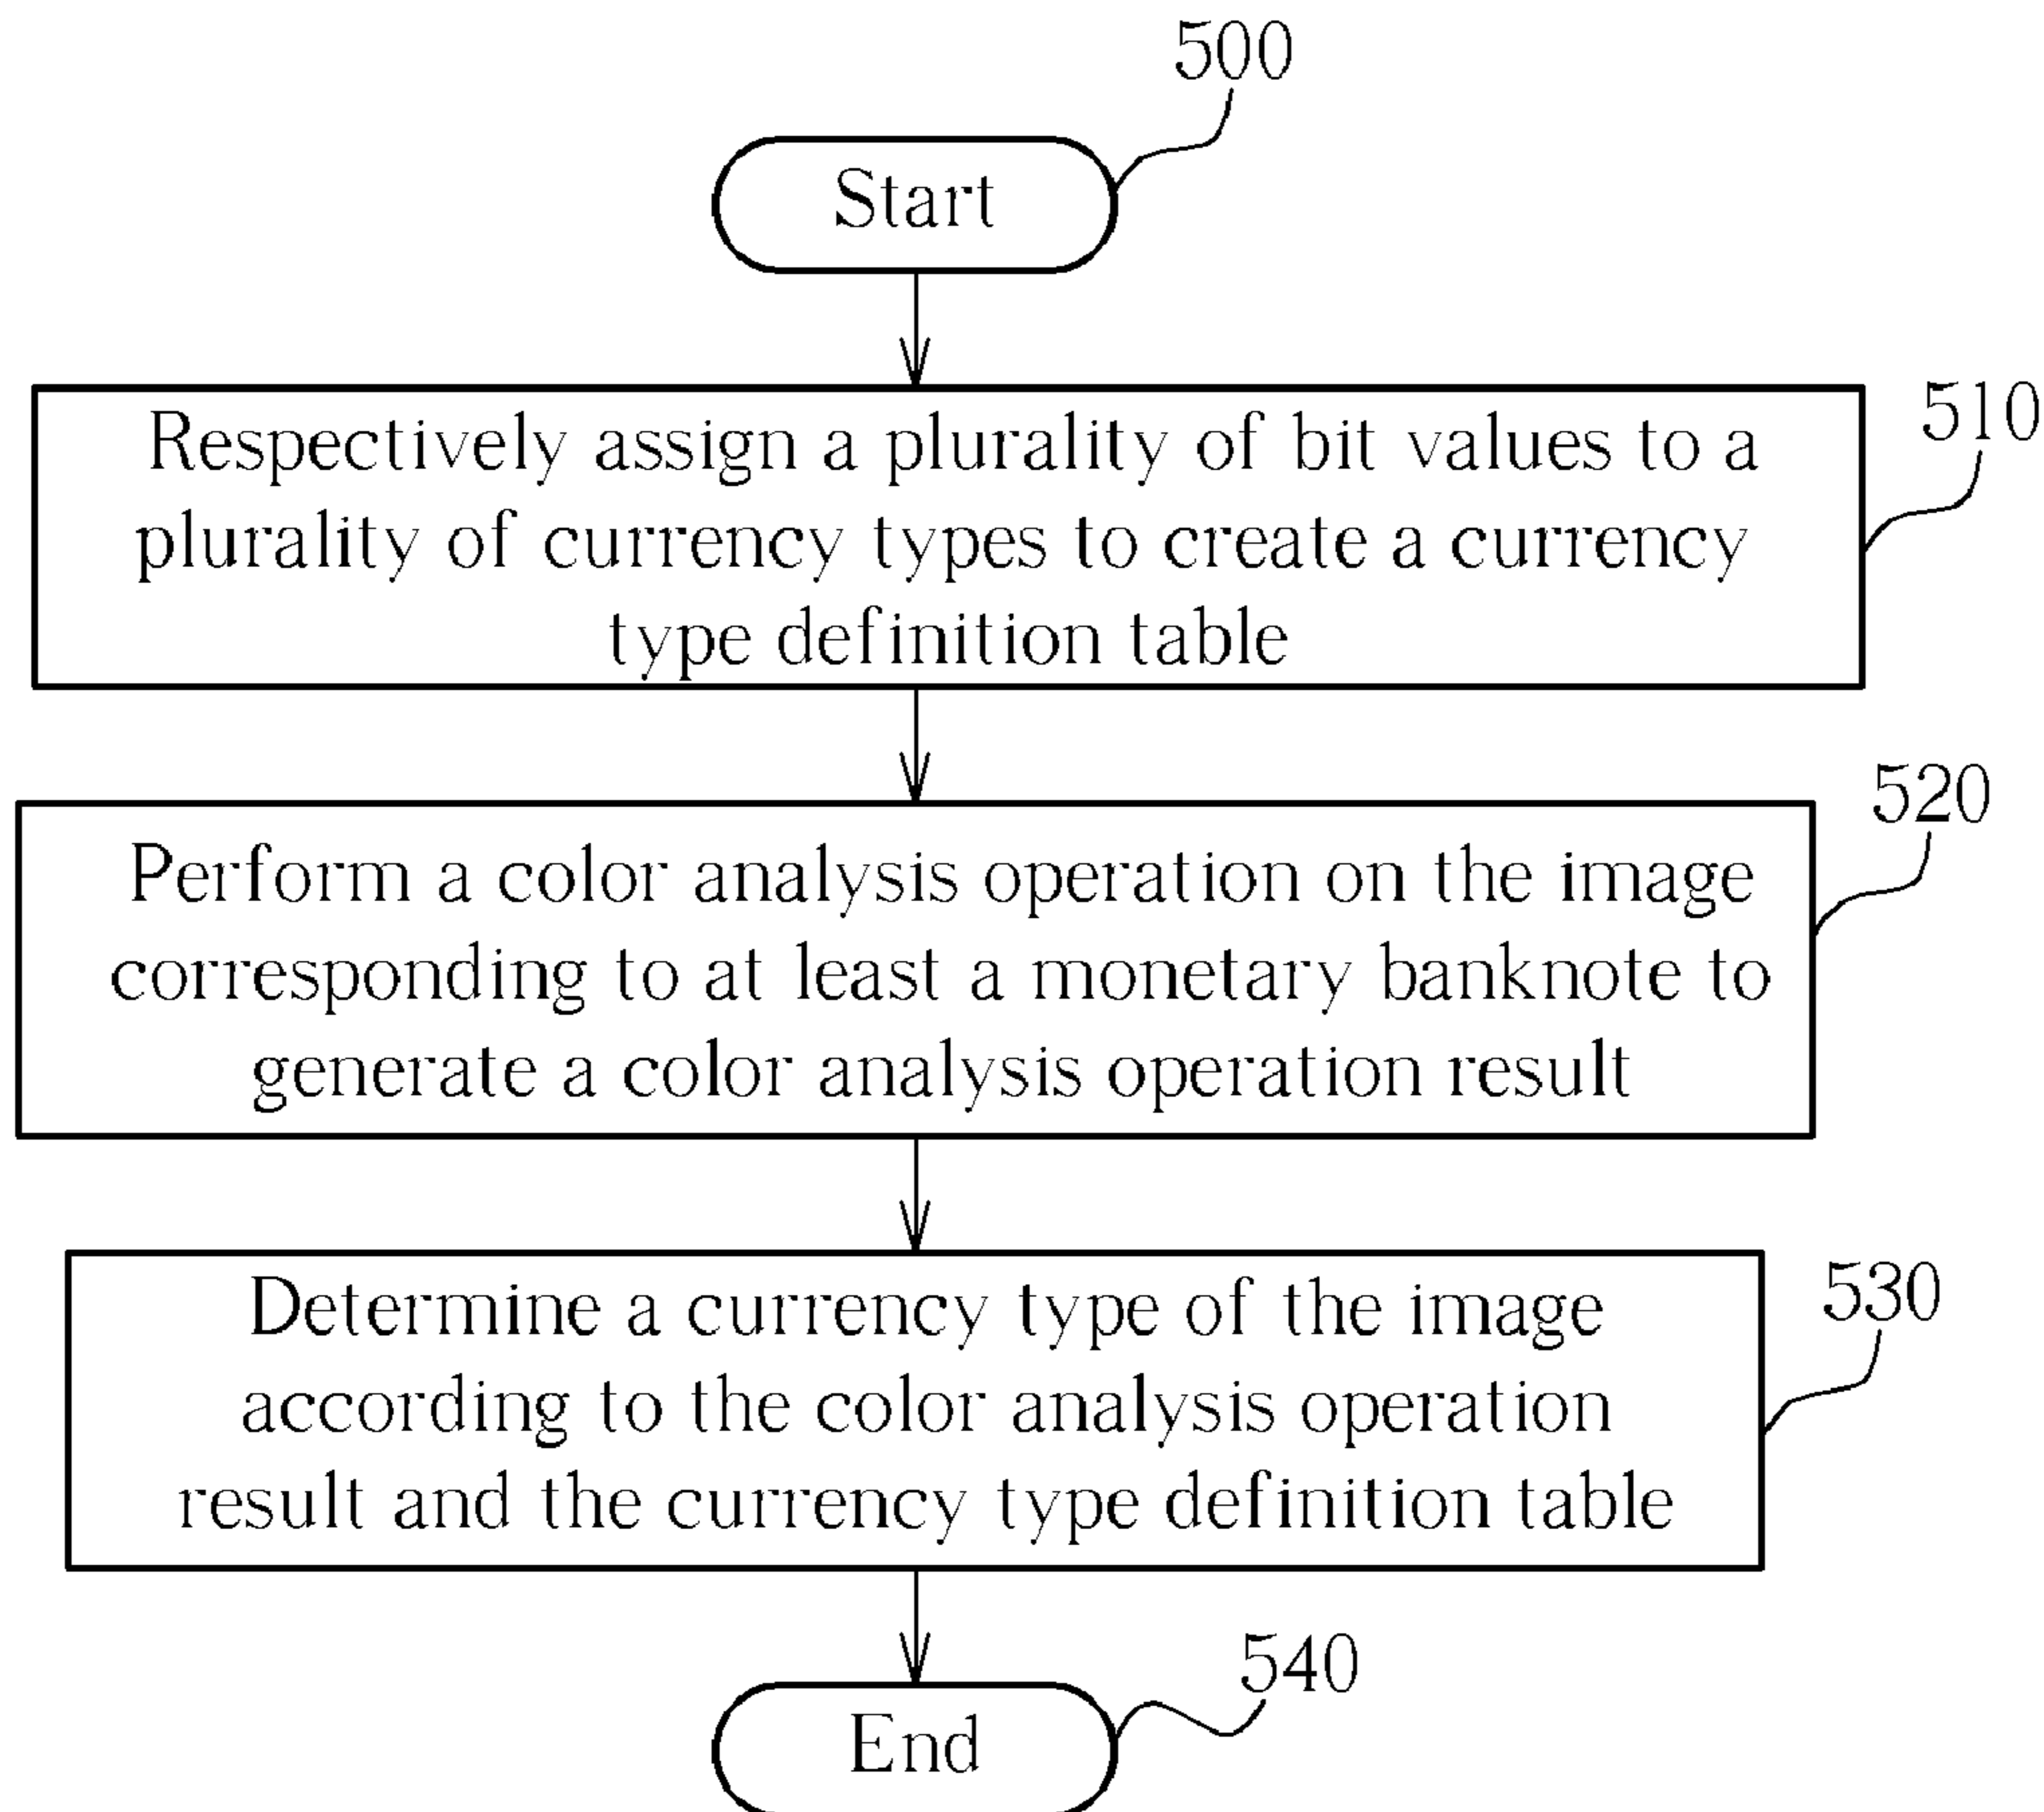 500
Start
510
Respectively assign a plurality of bit values to a
plurality of currency types to create a currency
type definition table
520
Perform a color analysis operation on the image
corresponding to at least a monetary banknote to
generate a color analysis operation result
530
Determine a currency type of the image
according to the color analysis operation
result and the currency type definition table
540
End